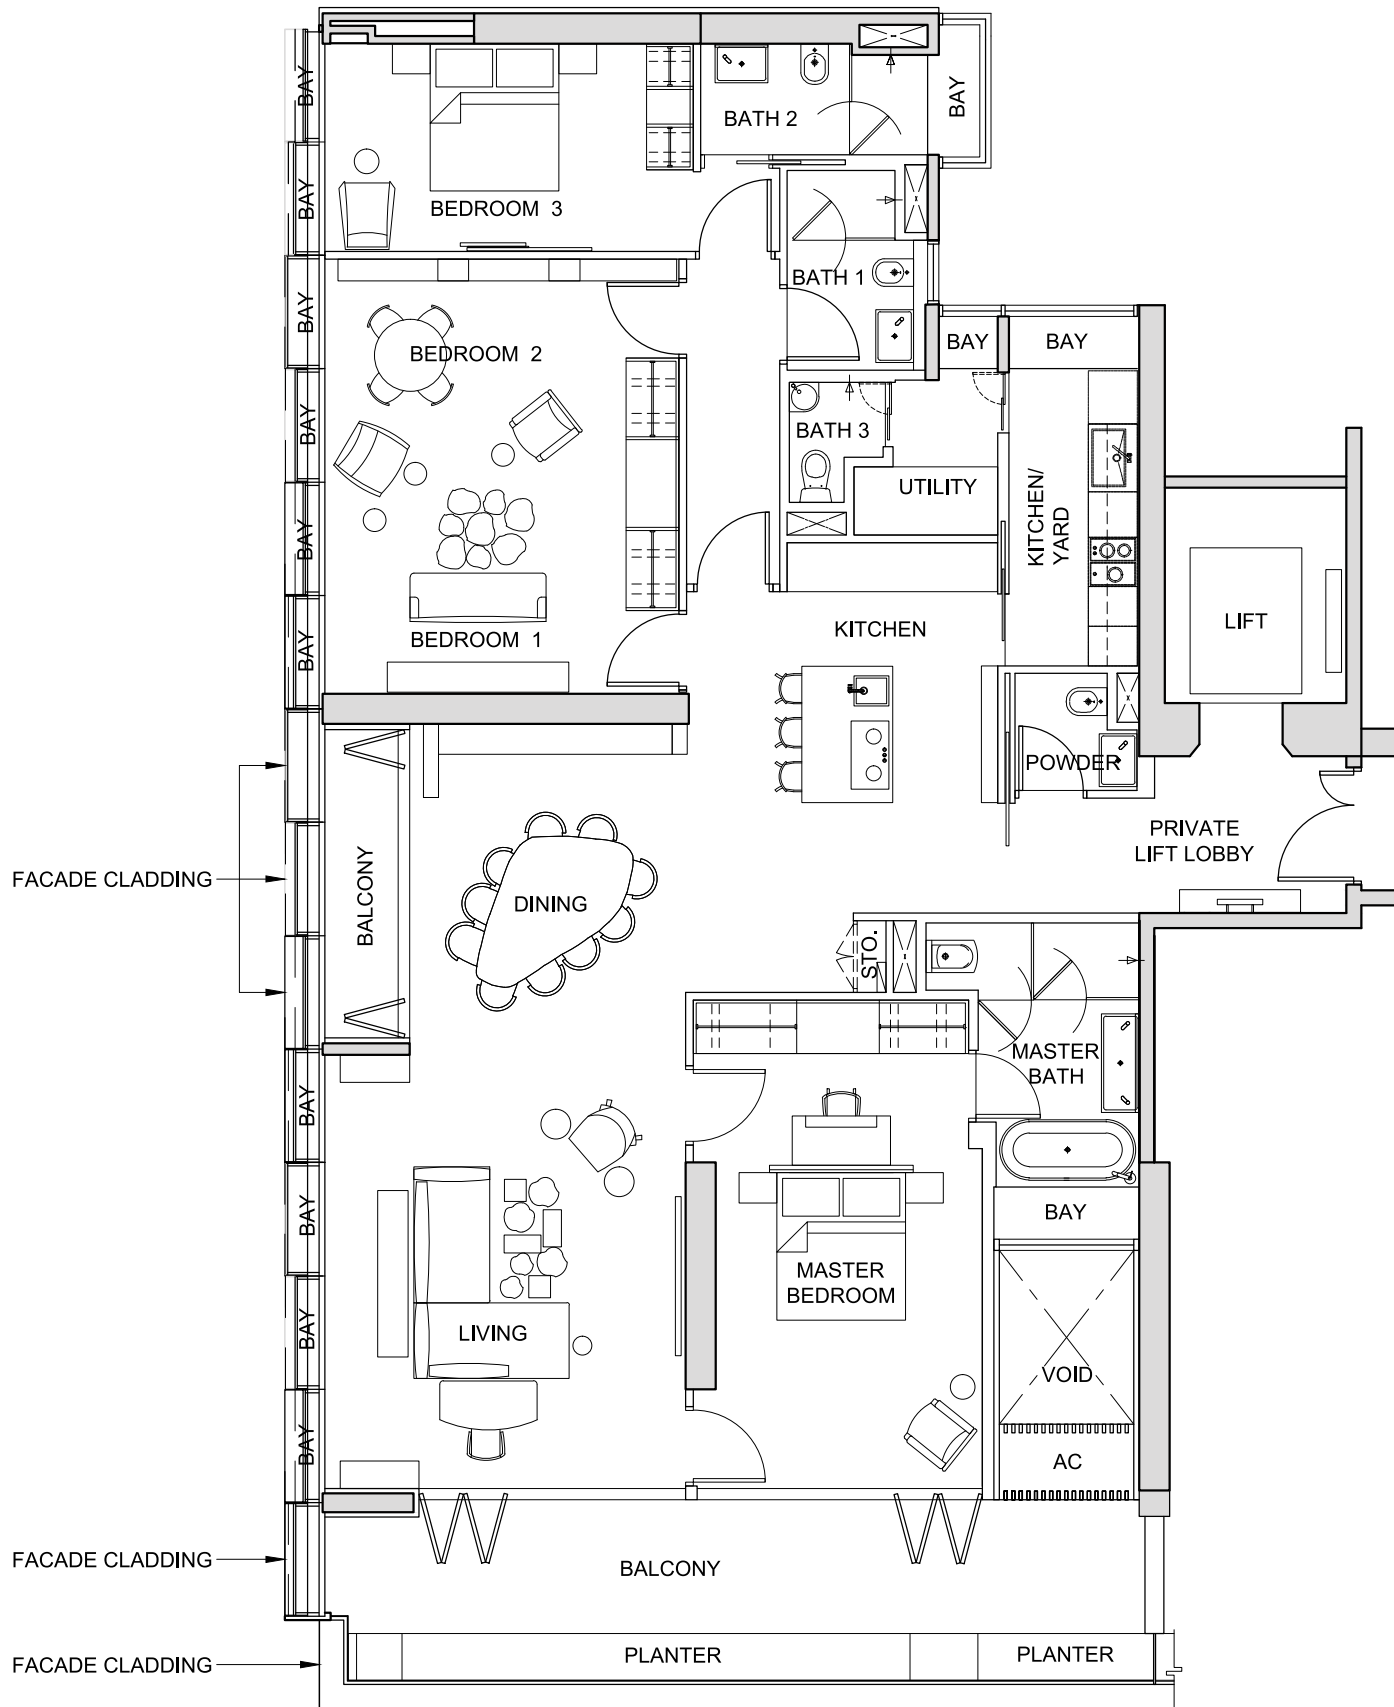 BAY
BAY
BATH 2
BAY
BEDROOM 3
BATH 1
BAY
BAY
BAY
BEDROOM 2
BAY
BATH 3
UTILITY
KITCHEN/
YARD
BAY
LIFT
KITCHEN
BEDROOM 1
BAY
POWDER
PRIVATE
LIFT LOBBY
FACADE CLADDING
BALCONY
DINING
STO.
MASTER
BATH
BAY
BAY
BAY
MASTER
BEDROOM
LIVING
BAY
VOID
BAY
AC
FACADE CLADDING
BALCONY
FACADE CLADDING
PLANTER
PLANTER